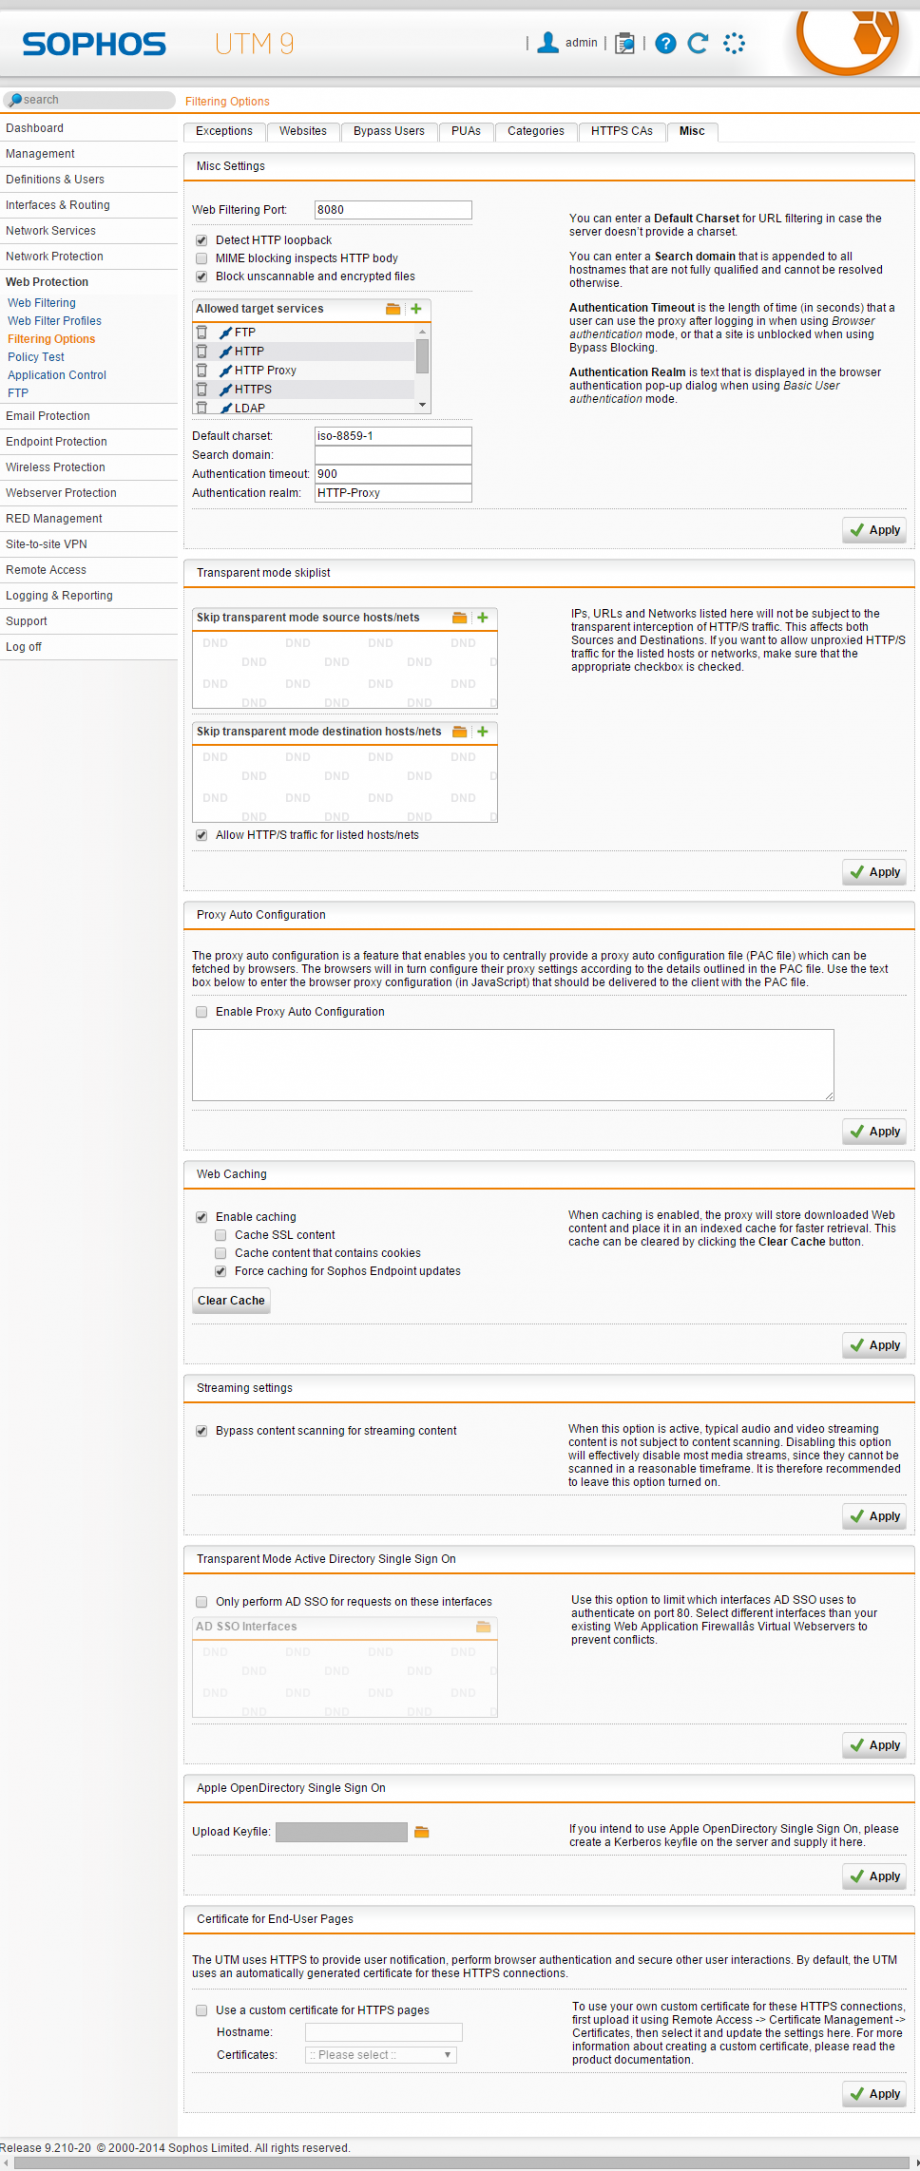 SOPHOS UTM 9
| admin | | ?
search
Filtering Options
Dashboard
Management
Definitions & Users
Interfaces & Routing
Network Services
Network Protection
Web Protection
Web Filtering
Web Filter Profiles
Filtering Options
Policy Test
Application Control
FTP
Email Protection
Endpoint Protection
Wireless Protection
Webserver Protection
RED Management
Site-to-site VPN
Remote Access
Logging & Reporting
Support
Log off
Exceptions Websites Bypass Users PUAs Categories HTTPS CAs Misc
Misc Settings
Web Filtering Port: 8080
Detect HTTP loopback
MIME blocking inspects HTTP body
Block unscannable and encrypted files
Allowed target services
FTP
HTTP
HTTP Proxy
HTTPS
LDAP
Default charset: iso-8859-1
Search domain:
Authentication timeout: 900
Authentication realm: HTTP-Proxy
You can enter a Default Charset for URL filtering in case the
server doesn't provide a charset.
You can enter a Search domain that is appended to all
hostnames that are not fully qualified and cannot be resolved
otherwise.
Authentication Timeout is the length of time (in seconds) that a
user can use the proxy after logging in when using Browser
authentication mode, or that a site is unblocked when using
Bypass Blocking.
Authentication Realm is text that is displayed in the browser
authentication pop-up dialog when using Basic User
authentication mode.
Apply
Transparent mode skiplist
Skip transparent mode source hosts/nets
DND DND DND DND
DND DND DND D
DND DND DND DND
DND DND DND D
Skip transparent mode destination hosts/nets
DND DND DND DND
DND DND DND D
DND DND DND DND
DND DND DND D
Allow HTTP/S traffic for listed hosts/nets
IPs, URLs and Networks listed here will not be subject to the
transparent interception of HTTP/S traffic. This affects both
Sources and Destinations. If you want to allow unproxied HTTP/S
traffic for the listed hosts or networks, make sure that the
appropriate checkbox is checked.
Apply
Proxy Auto Configuration
The proxy auto configuration is a feature that enables you to centrally provide a proxy auto configuration file (PAC file) which can be
fetched by browsers. The browsers will in turn configure their proxy settings according to the details outlined in the PAC file. Use the text
box below to enter the browser proxy configuration (in JavaScript) that should be delivered to the client with the PAC file.
Enable Proxy Auto Configuration
Apply
Web Caching
Enable caching
Cache SSL content
Cache content that contains cookies
Force caching for Sophos Endpoint updates
Clear Cache
When caching is enabled, the proxy will store downloaded Web
content and place it in an indexed cache for faster retrieval. This
cache can be cleared by clicking the Clear Cache button.
Apply
Streaming settings
Bypass content scanning for streaming content
When this option is active, typical audio and video streaming
content is not subject to content scanning. Disabling this option
will effectively disable most media streams, since they cannot be
scanned in a reasonable timeframe. It is therefore recommended
to leave this option turned on.
Apply
Transparent Mode Active Directory Single Sign On
Only perform AD SSO for requests on these interfaces
AD SSO Interfaces
DND DND DND DND
DND DND DND D
DND DND DND DND
DND DND DND D
Use this option to limit which interfaces AD SSO uses to
authenticate on port 80. Select different interfaces than your
existing Web Application Firewallâs Virtual Webservers to
prevent conflicts.
Apply
Apple OpenDirectory Single Sign On
Upload Keyfile:
If you intend to use Apple OpenDirectory Single Sign On, please
create a Kerberos keyfile on the server and supply it here.
Apply
Certificate for End-User Pages
The UTM uses HTTPS to provide user notification, perform browser authentication and secure other user interactions. By default, the UTM
uses an automatically generated certificate for these HTTPS connections.
Use a custom certificate for HTTPS pages
Hostname:
Certificates: :: Please select ::
To use your own custom certificate for these HTTPS connections,
first upload it using Remote Access -> Certificate Management ->
Certificates, then select it and update the settings here. For more
information about creating a custom certificate, please read the
product documentation.
Apply
Release 9.210-20 © 2000-2014 Sophos Limited. All rights reserved.